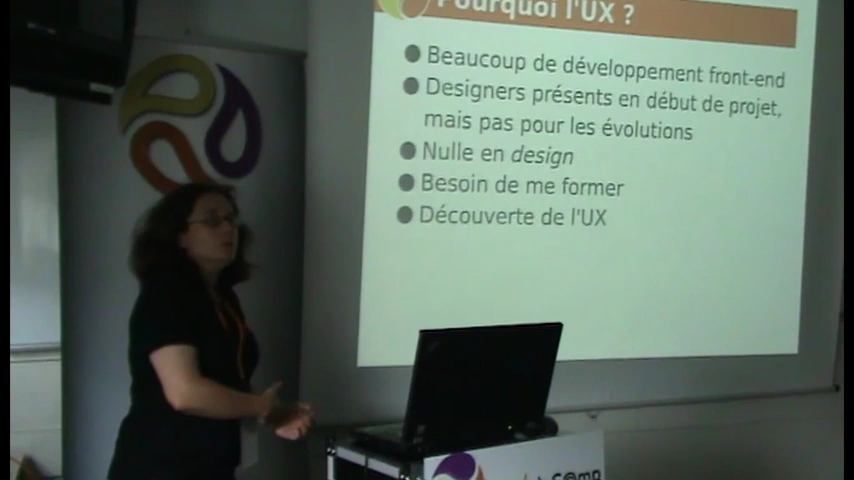 Pourquoi l'UX ?
Beaucoup de développement front-end
Designers présents en début de projet,
mais pas pour les évolutions
Nulle en design
Besoin de me former
Découverte de l'UX